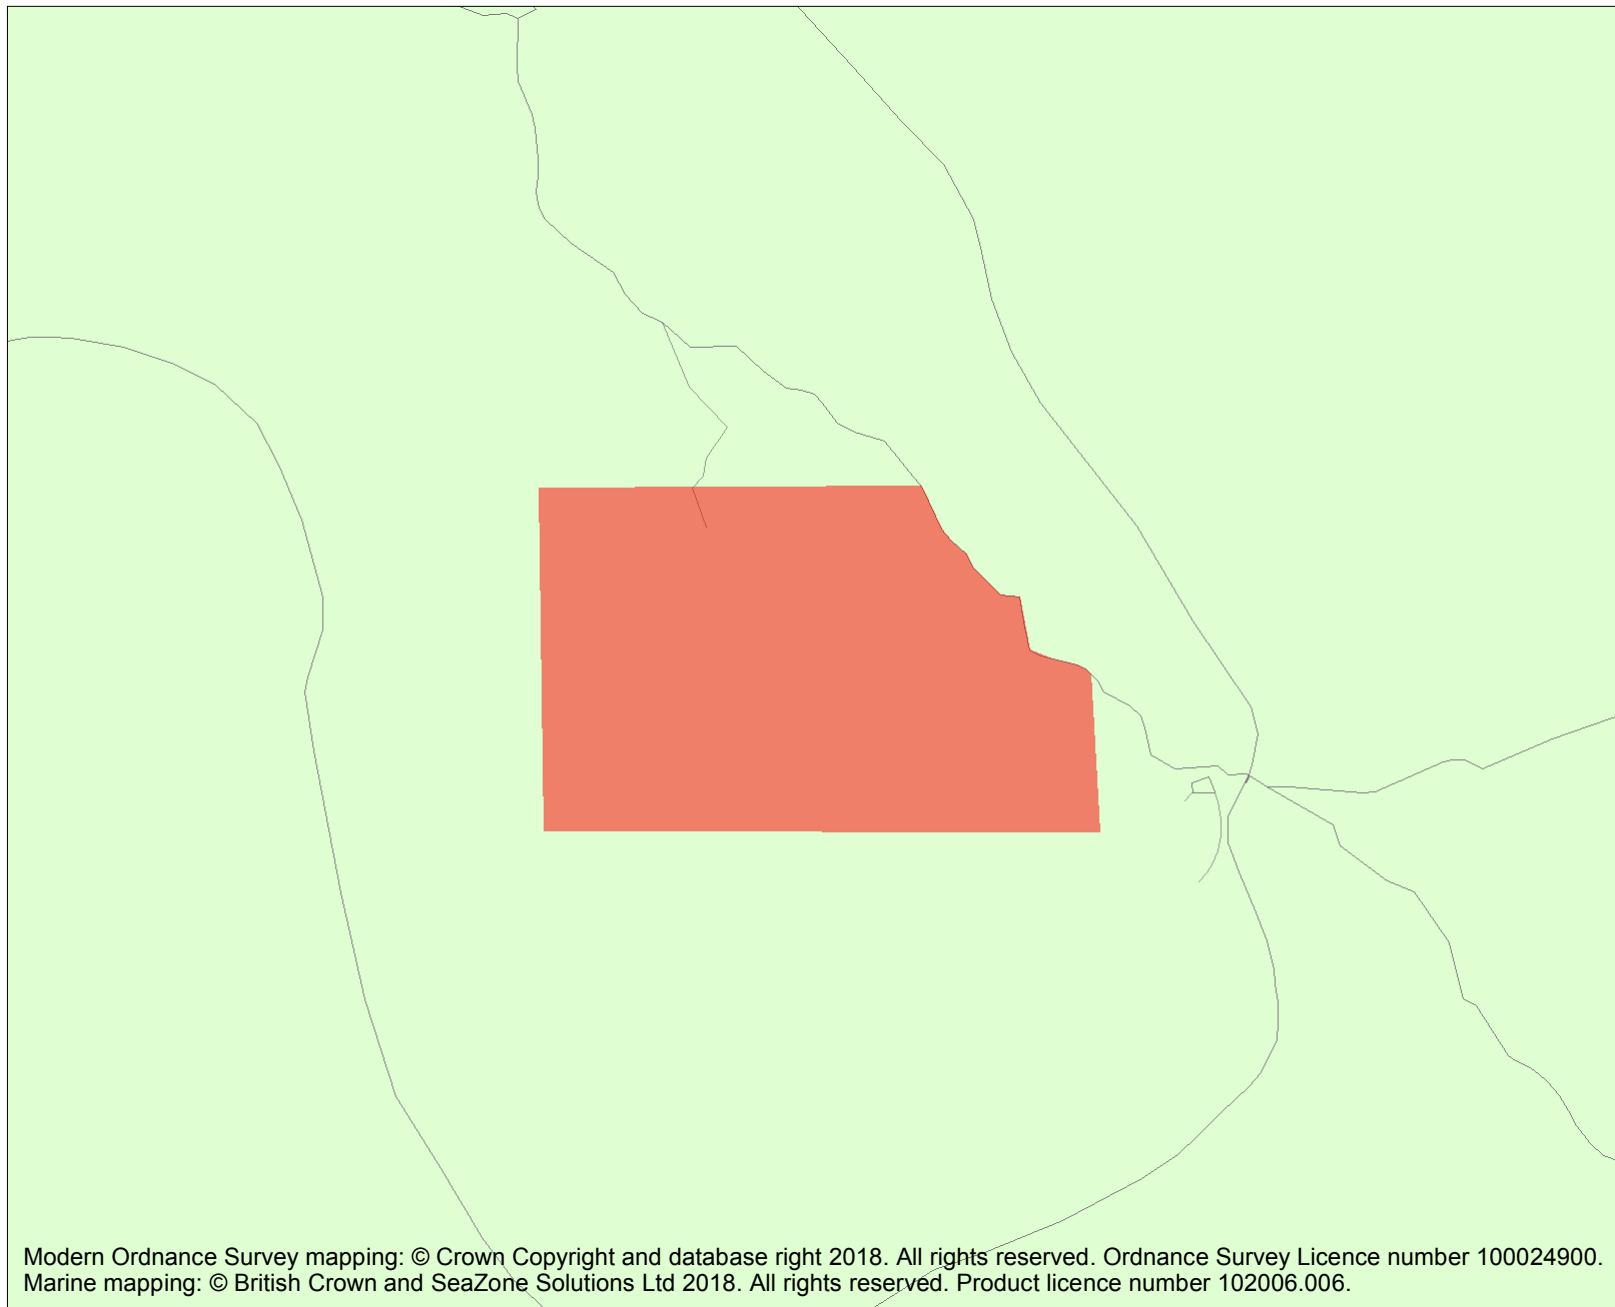 Modern Ordnance Survey mapping: © Crown Copyright and database right 2018. All rights reserved. Ordnance Survey Licence number 100024900.
Marine mapping: © British Crown and SeaZone Solutions Ltd 2018. All rights reserved. Product licence number 102006.006.